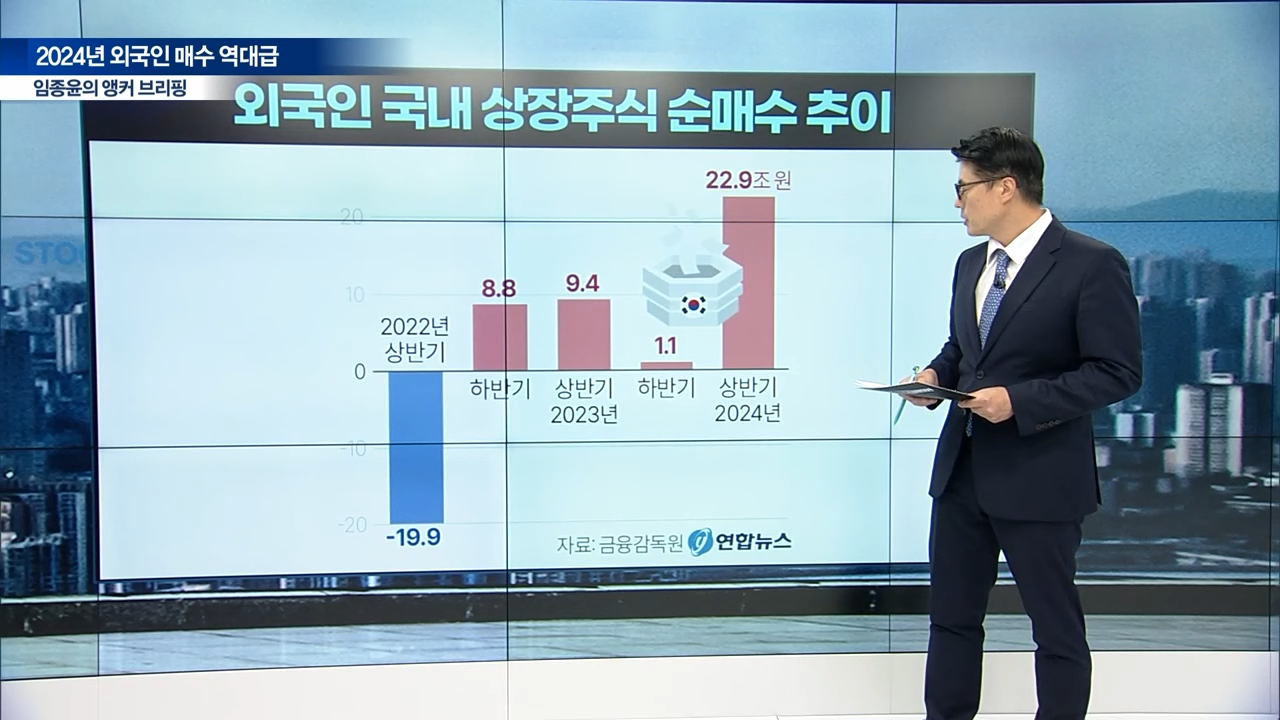 2024년 외국인 매수 역대급
임종윤의 앵커 브리핑
외국인 국내 상장주식 순매수 추이
STO
22.9조원
20
8.8
9.4
10
2022년
상반기
1.1
0
하반기
상반기
2023년
하반기
상반기
2024년
-10
-20
-19.9
자료: 금융감독원 연합뉴스